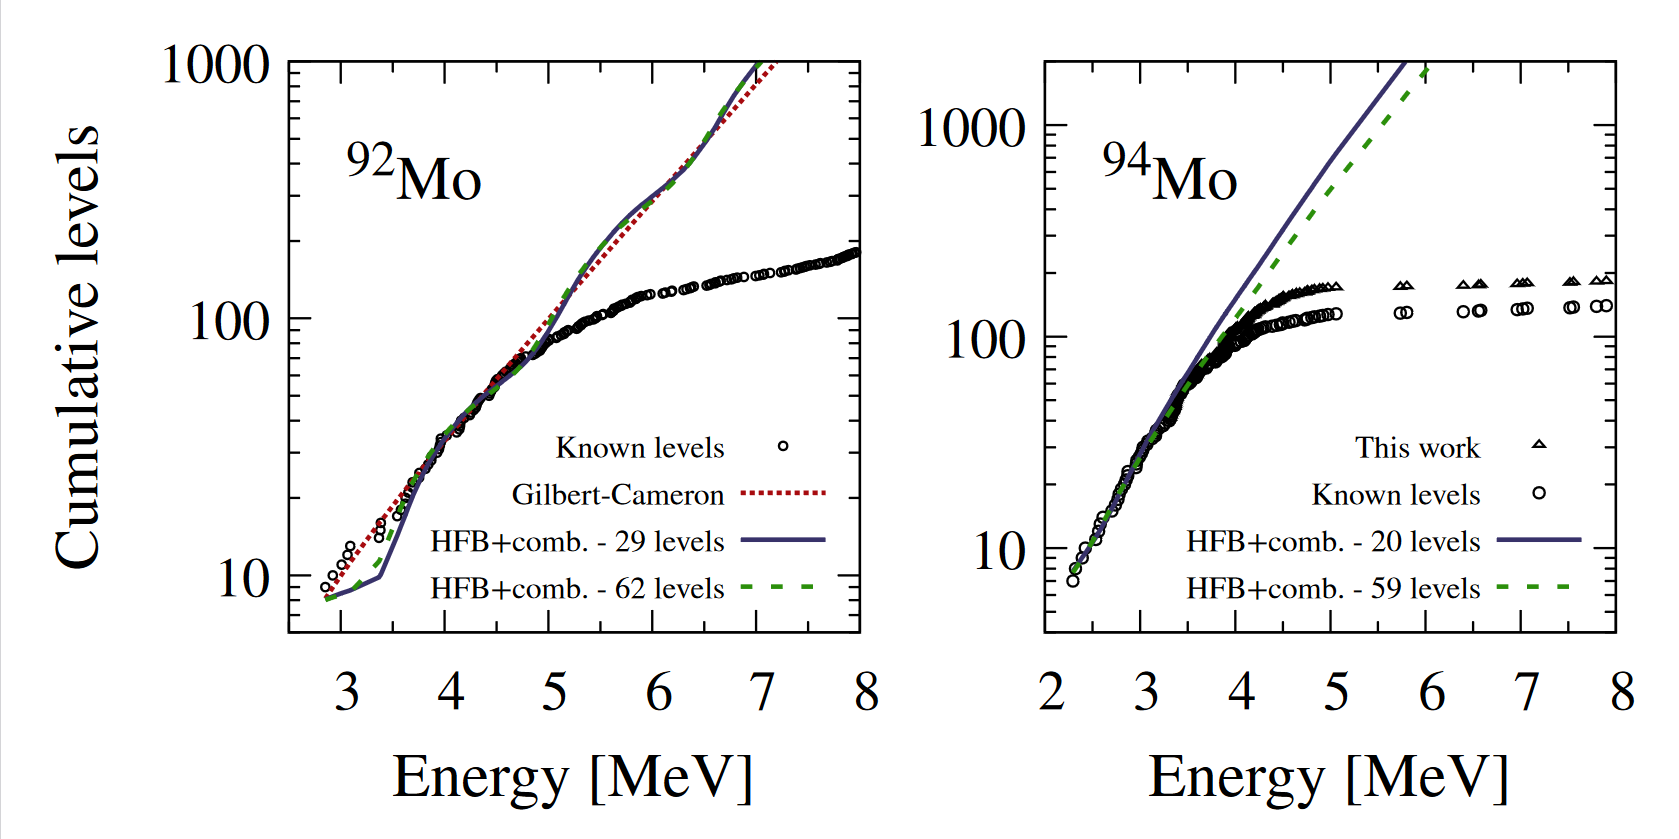 Cumulative levels
1000
100
10
92Mo
Known levels
Gilbert-Cameron
HFB+comb. - 29 levels
HFB+comb. - 62 levels
3 4 5 6 7 8
Energy [MeV]
1000
100
10
94Mo
This work
Known levels
HFB+comb. - 20 levels
HFB+comb. - 59 levels
2 3 4 5 6 7 8
Energy [MeV]